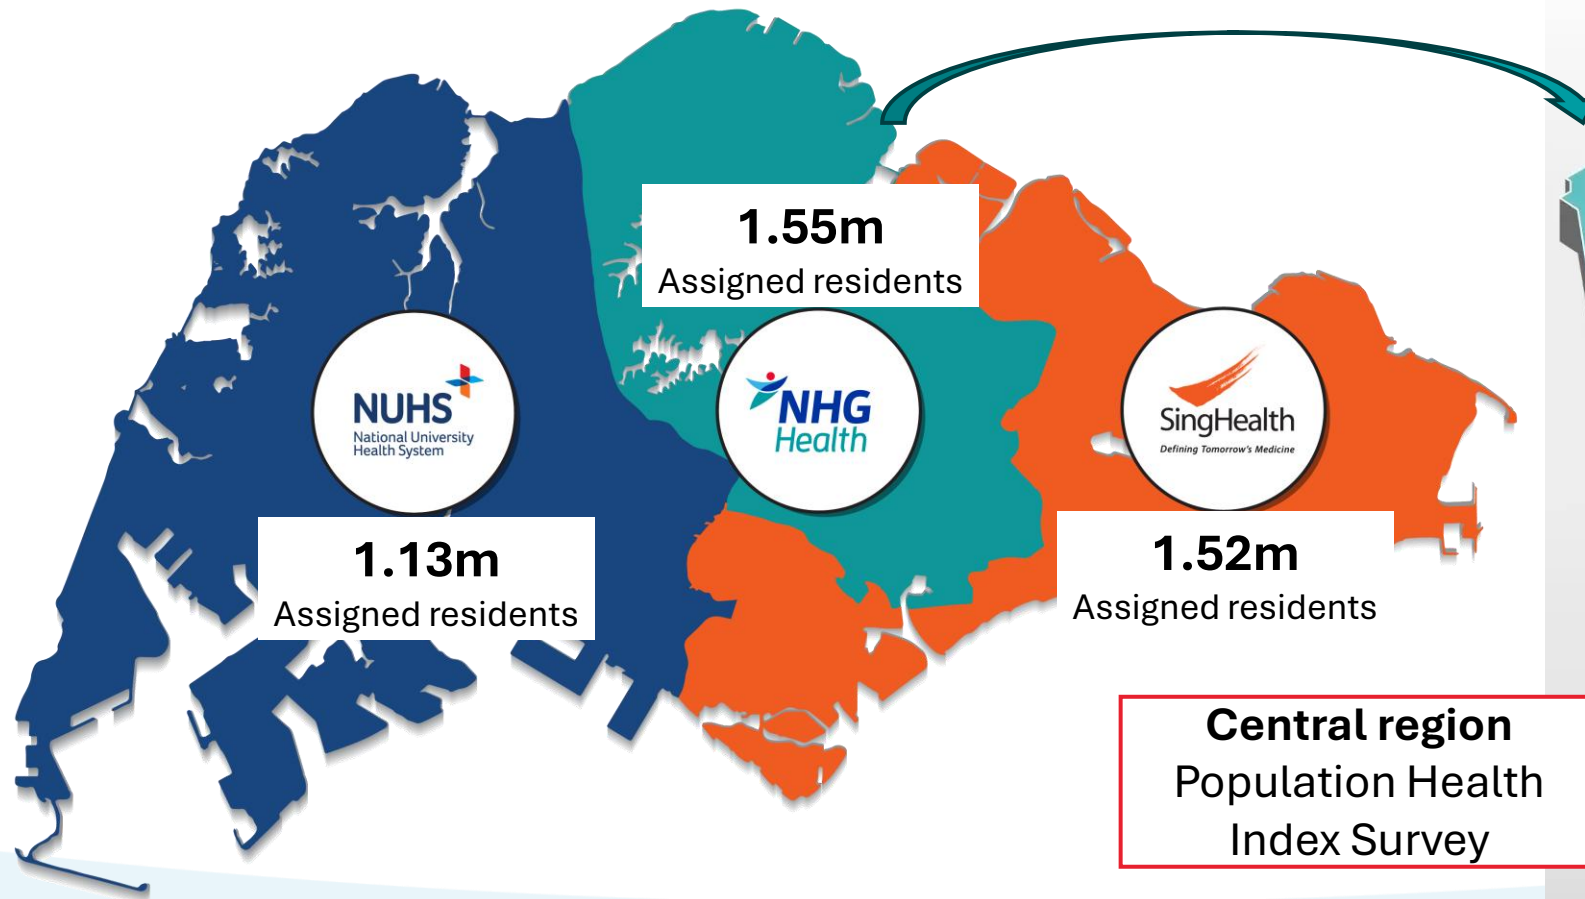 1.55m
Assigned residents
NUHS
National University
Health System
NHG
Health
SingHealth
Defining Tomorrow's Medicine
1.13m
Assigned residents
1.52m
Assigned residents
Central region
Population Health
Index Survey